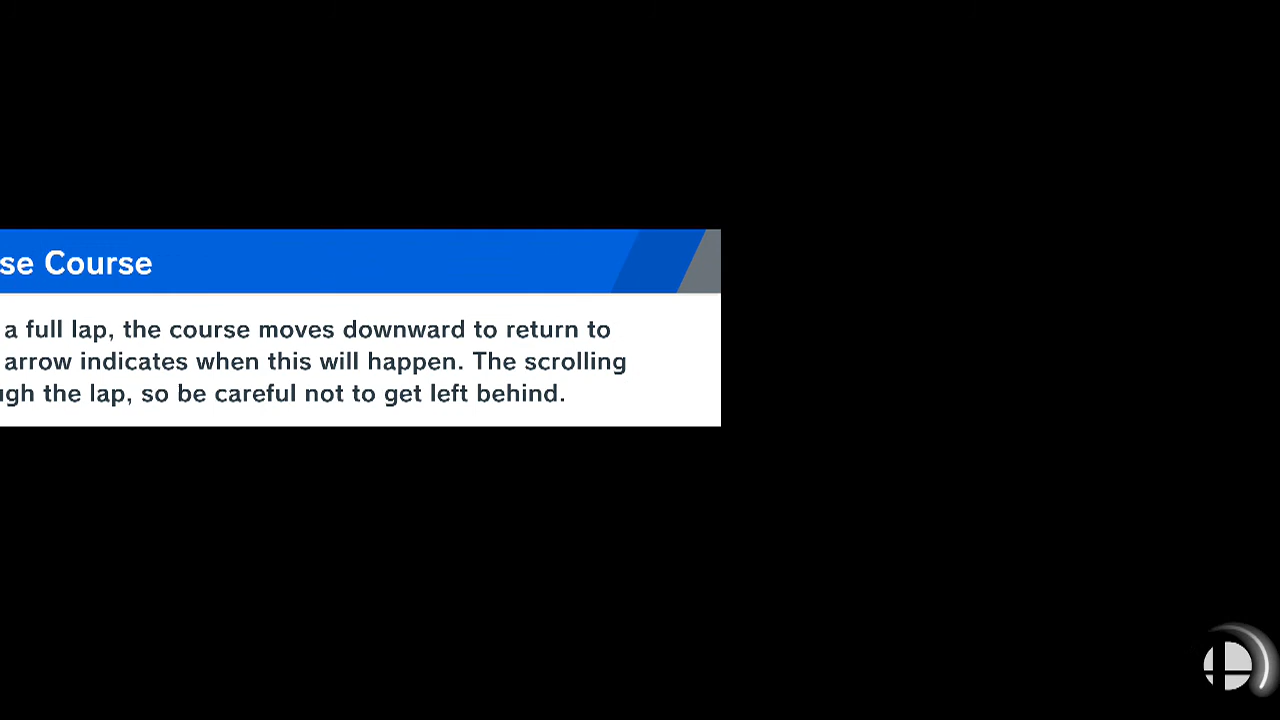 se Course
a full lap, the course moves downward to return to
arrow indicates when this will happen. The scrolling
ugh the lap, so be careful not to get left behind.